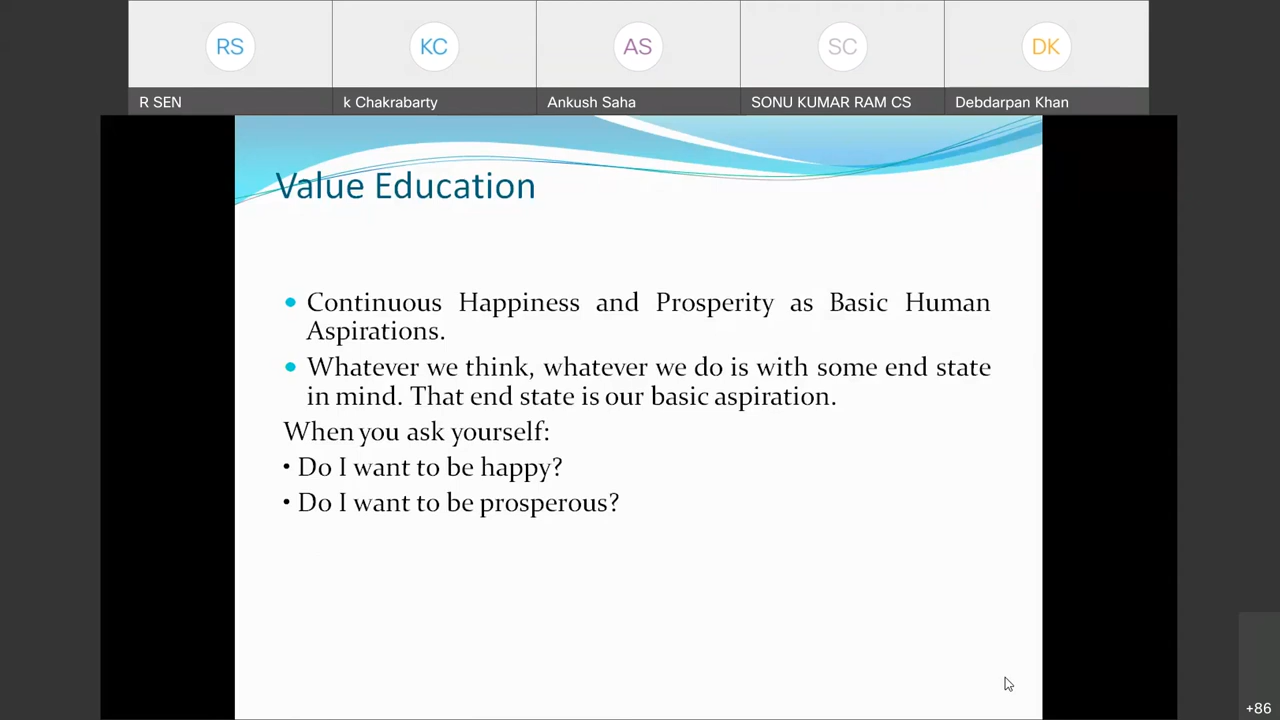 RS
KC
AS
SC
DK
R SEN
k Chakrabarty
Ankush Saha
SONU KUMAR RAM CS
Debdarpan Khan
Value Education
• Continuous Happiness and Prosperity as Basic Human
Aspirations.
• Whatever we think, whatever we do is with some end state
in mind. That end state is our basic aspiration.
When you ask yourself:
• Do I want to be happy?
• Do I want to be prosperous?
+86